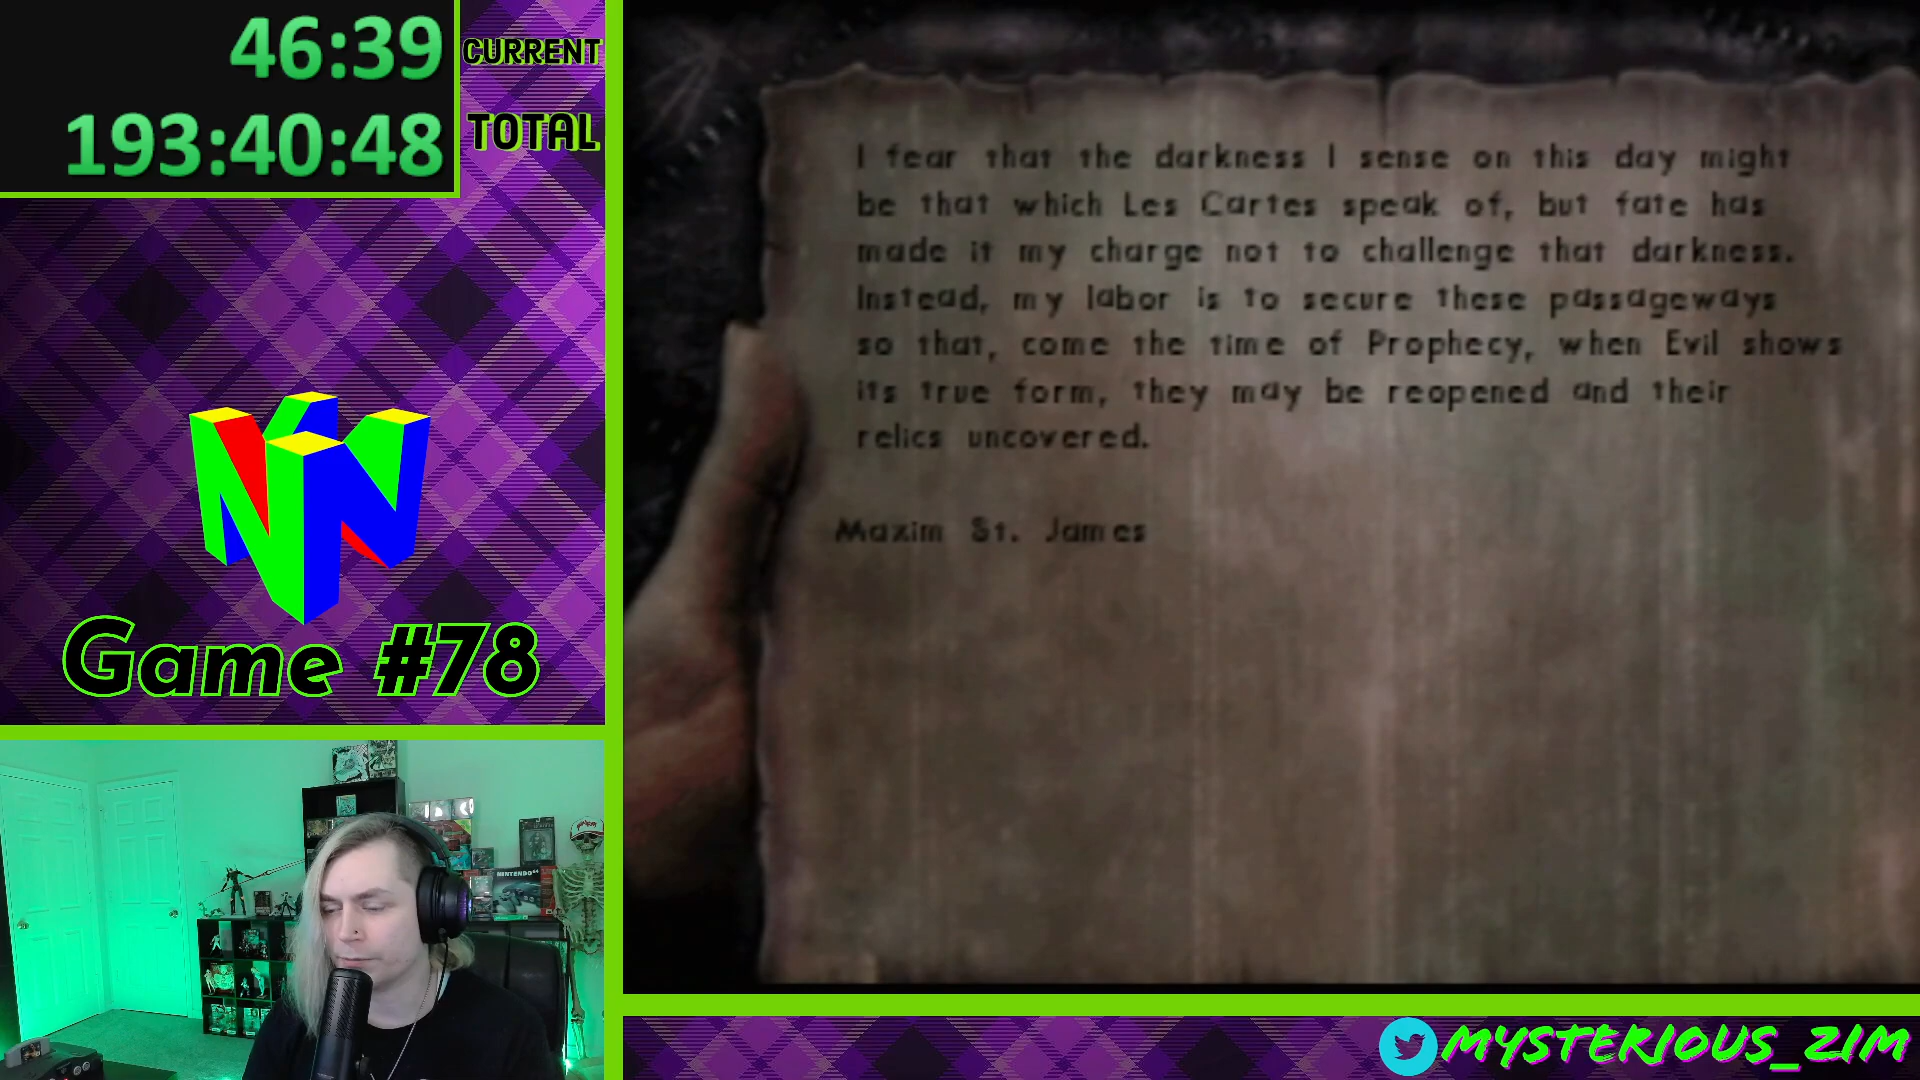 46:39
CURRENT
193:40:48
TOTAL
I fear that the darkness I sense on this day might
be that which Les Cartes speak of, but fate has
made it my charge not to challenge that darkness.
Instead, my labor is to secure these passageways
so that, come the time of Prophecy, when Evil shows
its true form, they may be reopened and their
relics uncovered.
Maxim St. James
Game #78
NINTENDO64
MYSTERIOUS_ZIM